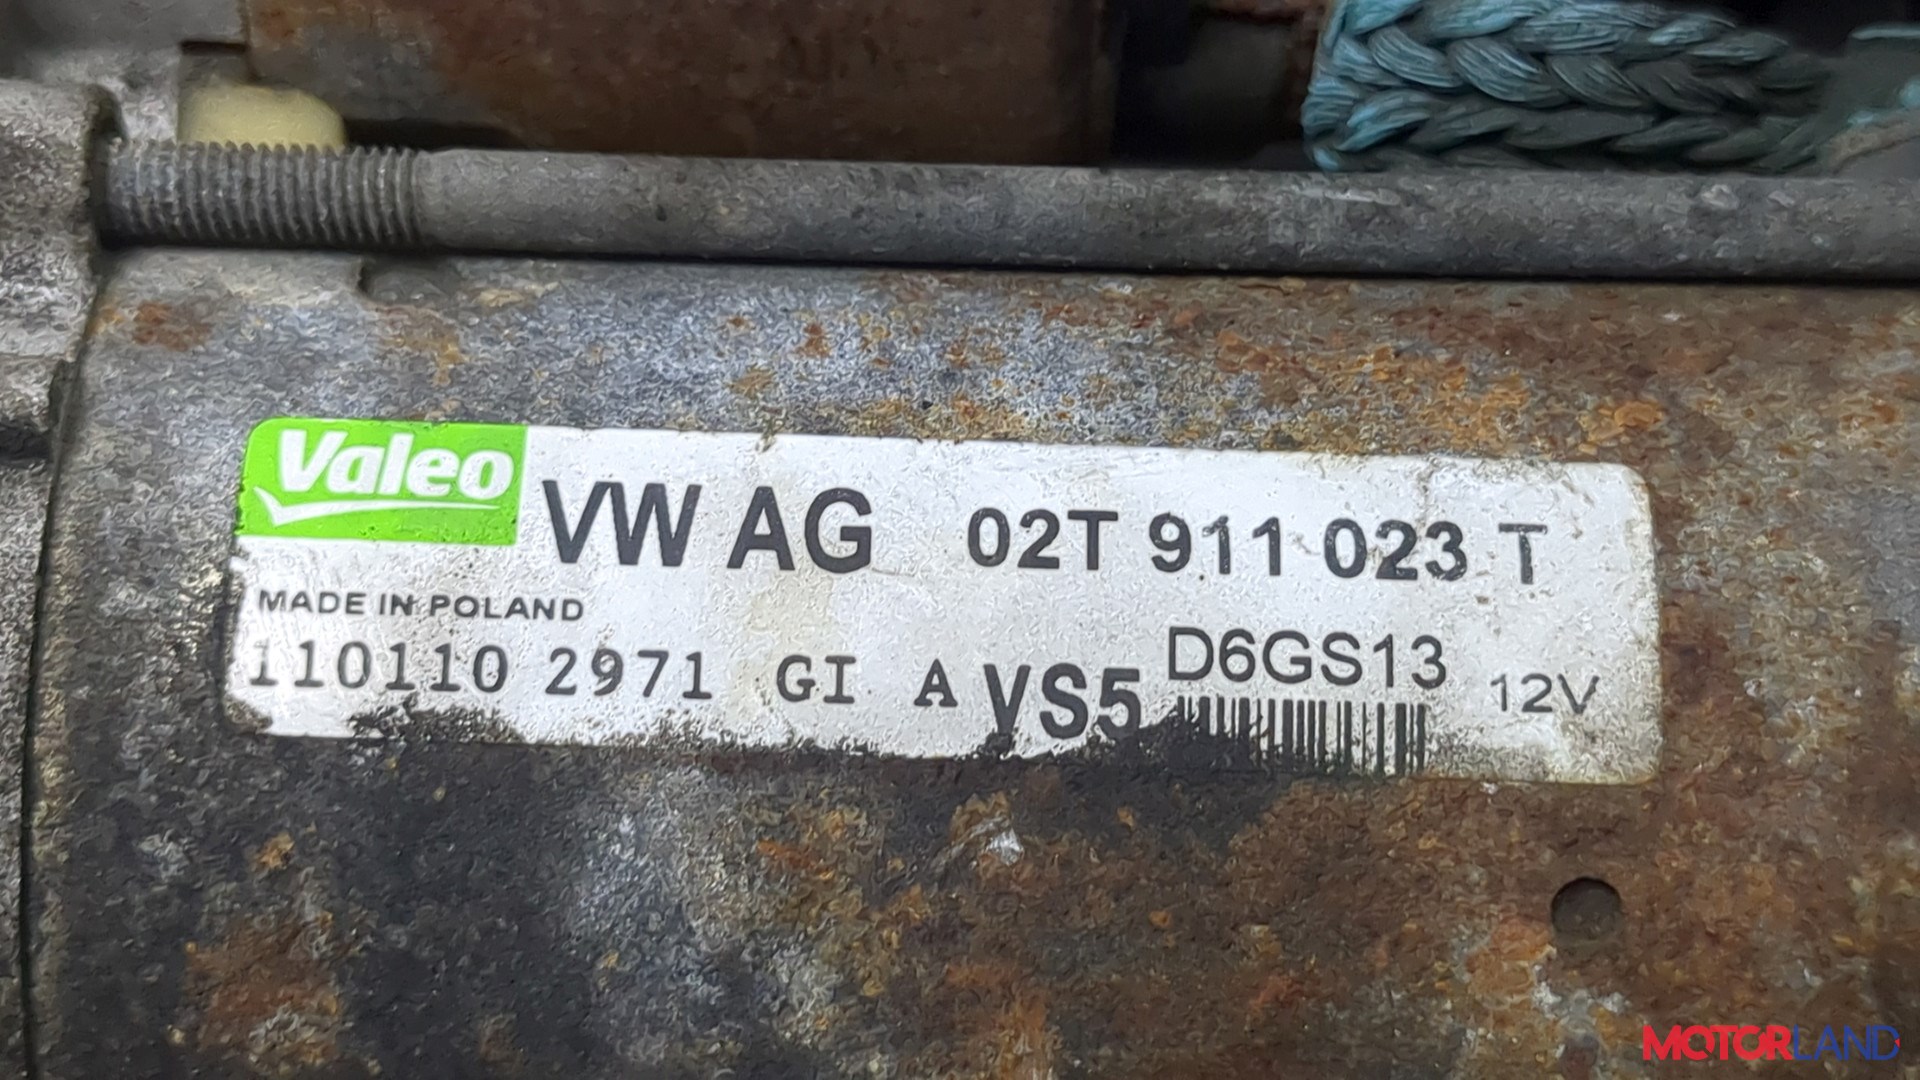 Valeo
VW AG 02T 911 023 T
MADE IN POLAND
110110 2971 GI A VS5 D6GS13 12V
MOTORLAND